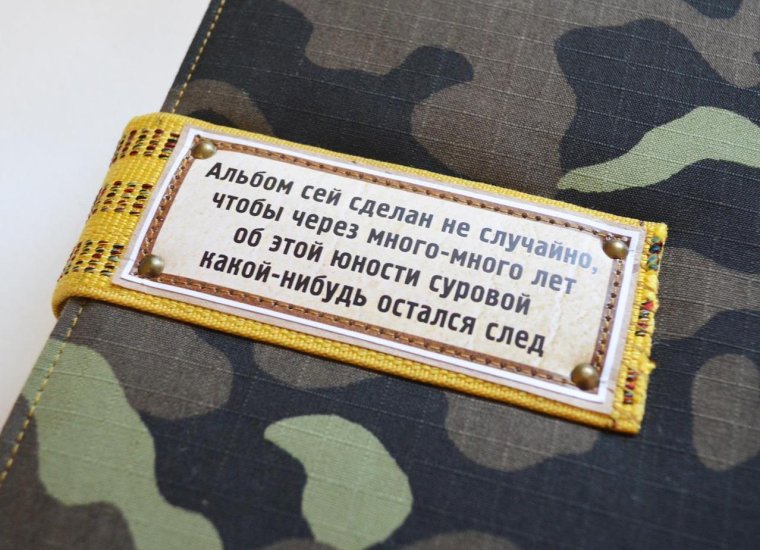 Альбом сей сделан не случайно,
чтобы через много-много лет
об этой юности суровой
какой-нибудь остался след